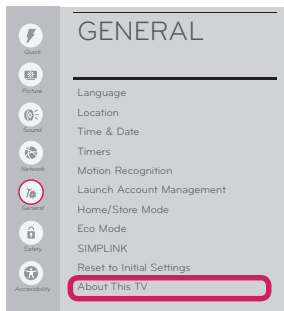 GENERAL
Quick
Picture
Sound
Network
General
Safety
Accessibility
Language
Location
Time & Date
Timers
Motion Recognition
Launch Account Management
Home/Store Mode
Eco Mode
SIMPLINK
Reset to Initial Settings
About This TV